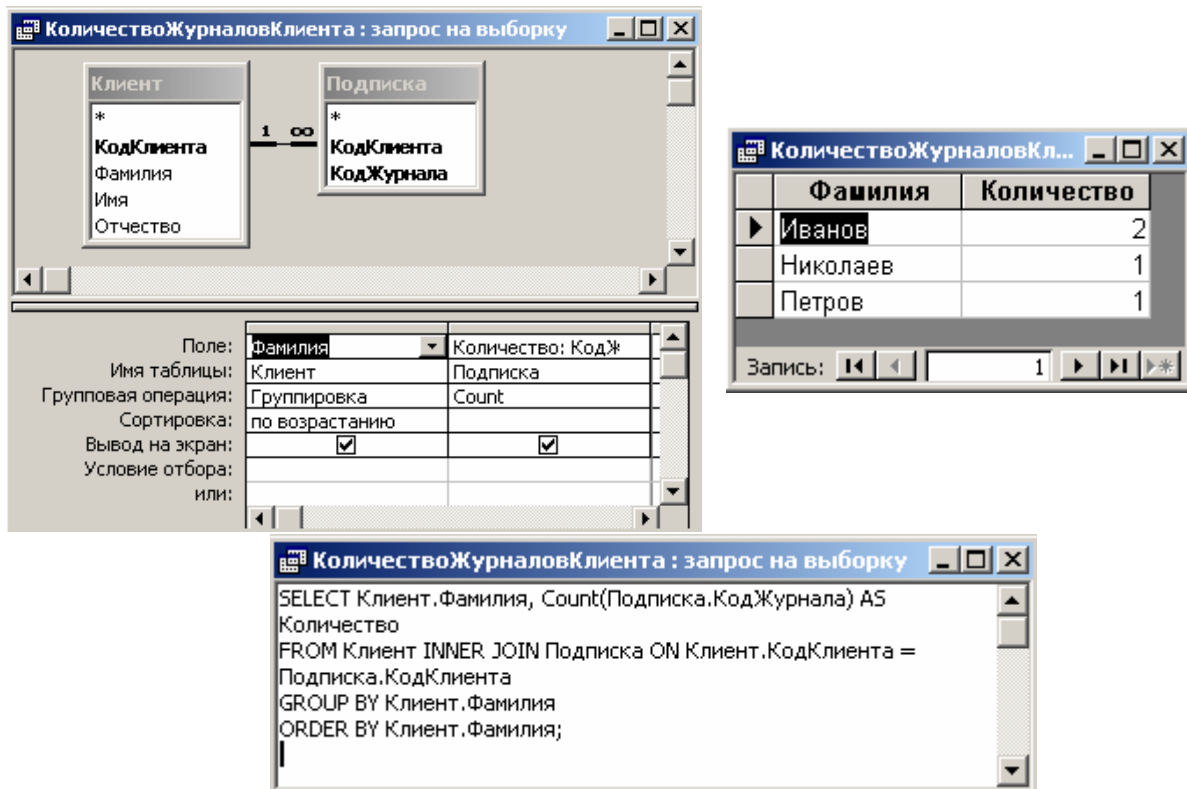 КоличествоЖурналовКлиента : запрос на выборку
Клиент
*
КодКлиента
Фамилия
Имя
Отчество
1 ∞
Подписка
*
КодКлиента
КодЖурнала
Поле: Фамилия Количество: КодЖ
Имя таблицы: Клиент Подписка
Групповая операция: Группировка Count
Сортировка: по возрастанию
Вывод на экран:
Условие отбора:
или:
КоличествоЖурналовКл...
Фамилия Количество
Иванов 2
Николаев 1
Петров 1
Запись: 1
КоличествоЖурналовКлиента : запрос на выборку
SELECT Клиент.Фамилия, Count(Подписка.КодЖурнала) AS
Количество
FROM Клиент INNER JOIN Подписка ON Клиент.КодКлиента =
Подписка.КодКлиента
GROUP BY Клиент.Фамилия
ORDER BY Клиент.Фамилия;